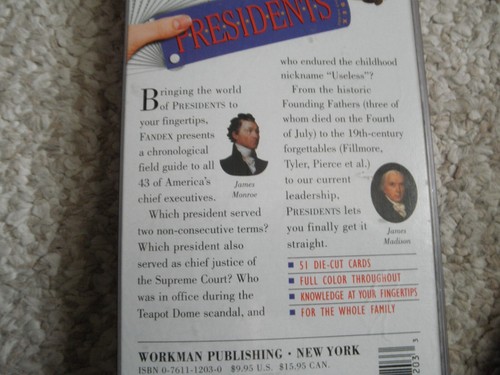 PRESIDENTS
Bringing the world
of PRESIDENTS to
your fingertips,
FANDEX presents
a chronological
field guide to all
43 of America's
chief executives.
Which president served
two non-consecutive terms?
Which president also
served as chief justice of
the Supreme Court? Who
was in office during the
Teapot Dome scandal, and
James
Monroe
who endured the childhood
nickname "Useless"?
From the historic
Founding Fathers (three of
whom died on the Fourth
of July) to the 19th-century
forgettables (Fillmore,
Tyler, Pierce et al.)
to our current
leadership,
PRESIDENTS lets
you finally get it
straight.
James
Madison
51 DIE-CUT CARDS
FULL COLOR THROUGHOUT
KNOWLEDGE AT YOUR FINGERTIPS
FOR THE WHOLE FAMILY
WORKMAN PUBLISHING • NEW YORK
ISBN 0-7611-1203-0 $9.95 U.S. $15.95 CAN.